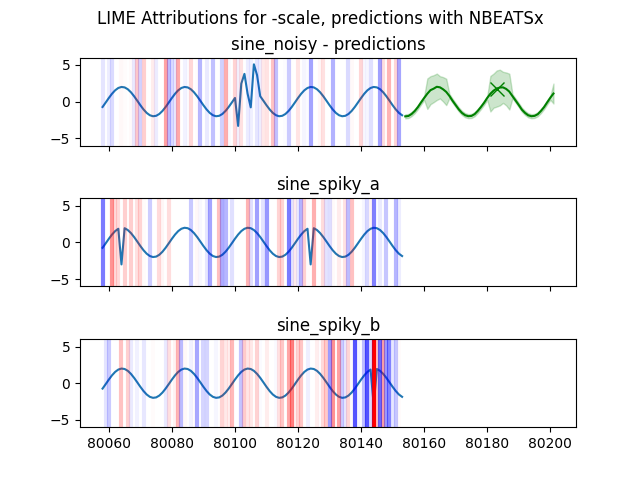 LIME Attributions for -scale, predictions with NBEATSx
sine_noisy - predictions
5
0
−5
sine_spiky_a
5
0
−5
sine_spiky_b
5
0
−5
80060 80080 80100 80120 80140 80160 80180 80200